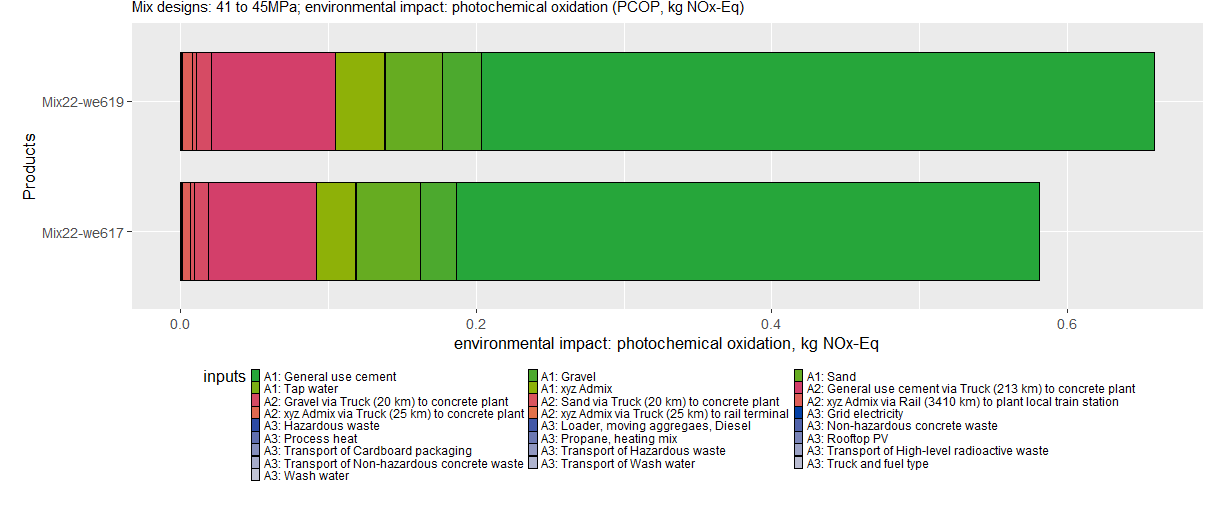 Mix designs: 41 to 45MPa; environmental impact: photochemical oxidation (PCOP, kg NOx-Eq)
Products
Mix22-we619
Mix22-we617
0.0 0.2 0.4 0.6
environmental impact: photochemical oxidation, kg NOx-Eq
inputs
A1: General use cement A1: Gravel A1: Sand
A1: Tap water A1: xyz Admix A2: General use cement via Truck (213 km) to concrete plant
A2: Gravel via Truck (20 km) to concrete plant A2: Sand via Truck (20 km) to concrete plant A2: xyz Admix via Rail (3410 km) to plant local train station
A2: xyz Admix via Truck (25 km) to concrete plant A2: xyz Admix via Truck (25 km) to rail terminal A3: Grid electricity
A3: Hazardous waste A3: Loader, moving aggregaes, Diesel A3: Non-hazardous concrete waste
A3: Process heat A3: Propane, heating mix A3: Rooftop PV
A3: Transport of Cardboard packaging A3: Transport of Hazardous waste A3: Transport of High-level radioactive waste
A3: Transport of Non-hazardous concrete waste A3: Transport of Wash water A3: Truck and fuel type
A3: Wash water